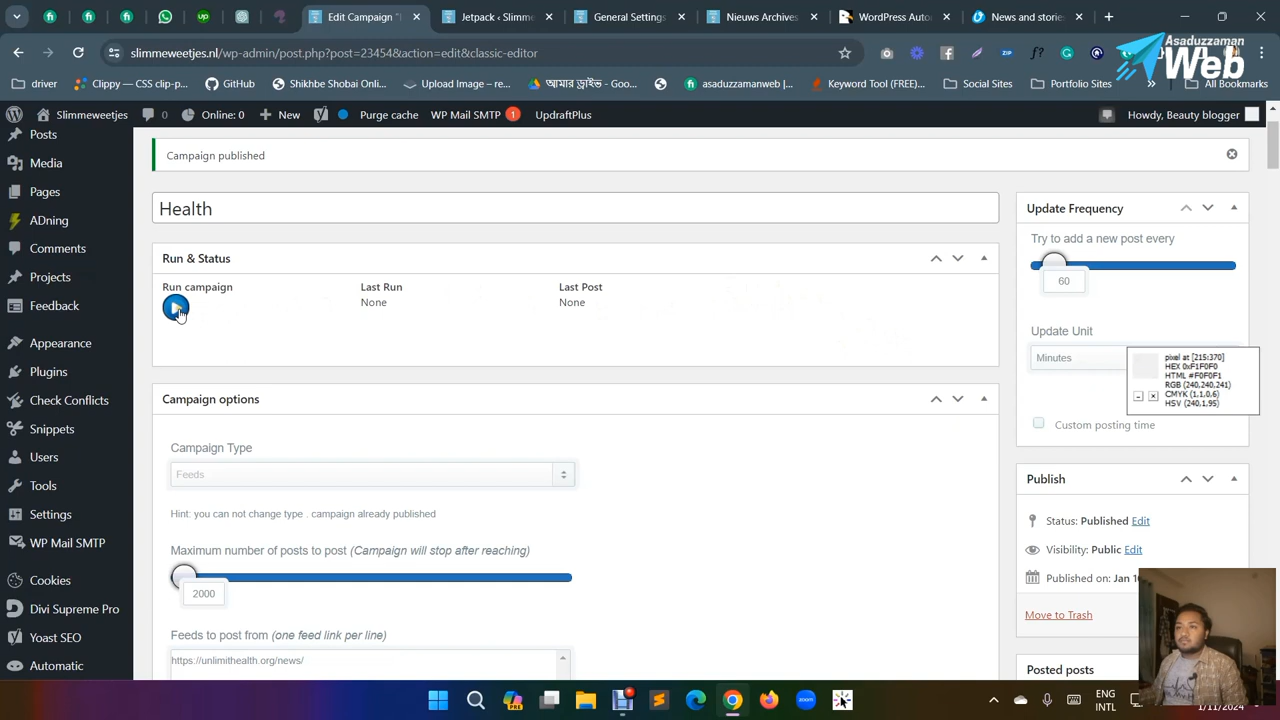 Edit Campaign "
Jetpack ‹ Slimme
General Settings
Nieuws Archives
WordPress Auto
News and stories
slimmeweetjes.nl/wp-admin/post.php?post=23454&action=edit&classic-editor
Asaduzzaman
Web
driver
Clippy — CSS clip-p...
GitHub
Shikhbe Shobai Onli...
upload - rea...
আমার ড্রাইভ - Goo...
asaduzzamanweb |...
Keyword Tool (FREE)...
Social Sites
Portfolio Sites
All Bookmarks
Slimmeweetjes
0
Online: 0
New
Purge cache
WP Mail SMTP 1
UpdraftPlus
Howdy, Beauty blogger
Posts
Media
Pages
ADning
Comments
Projects
Feedback
Appearance
Plugins
Check Conflicts
Snippets
Users
Tools
Settings
WP Mail SMTP
Cookies
Divi Supreme Pro
Yoast SEO
Automatic
Campaign published
Health
Run & Status
Run campaign
Last Run
Last Post
None
None
Campaign options
Campaign Type
Feeds
Hint: you can not change type . campaign already published
Maximum number of posts to post (Campaign will stop after reaching)
2000
Feeds to post from (one feed link per line)
https://unlimithealth.org/news/
Update Frequency
Try to add a new post every
60
Update Unit
Minutes
pixel at [215:370]
HEX 0xF1F0F0
HTML #F0F0F1
RGB (240,240,241)
CMYK (1,1,0,6)
HSV (240,1,95)
Custom posting time
Publish
Status: Published Edit
Visibility: Public Edit
Published on: Jan
Move to Trash
Posted posts
ENG
INTL
1/11/2024